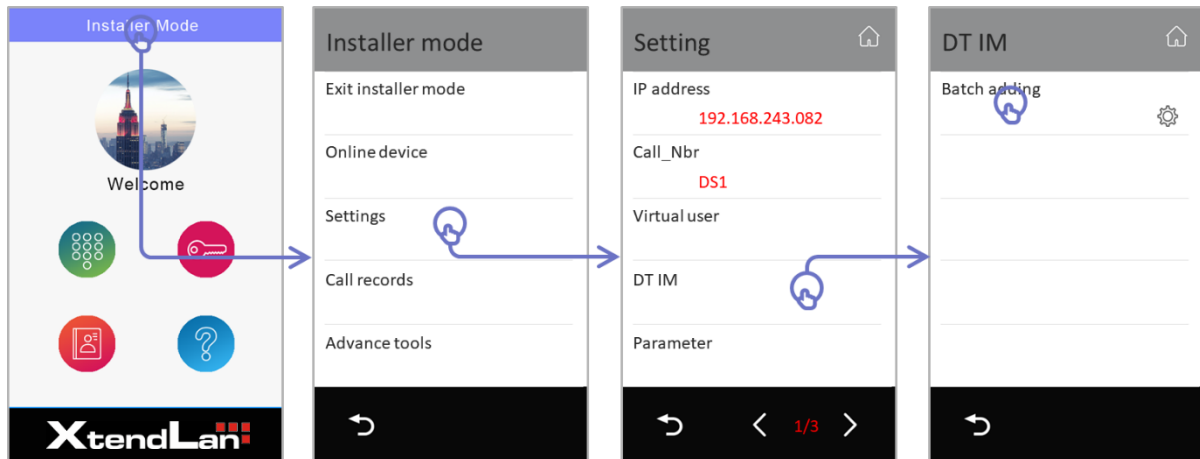 Installer Mode
Welcome
XtendLan
Installer mode
Exit installer mode
Online device
Settings
Call records
Advance tools
Setting
IP address
192.168.243.082
Call_Nbr
DS1
Virtual user
DT IM
Parameter
1/3
DT IM
Batch adding